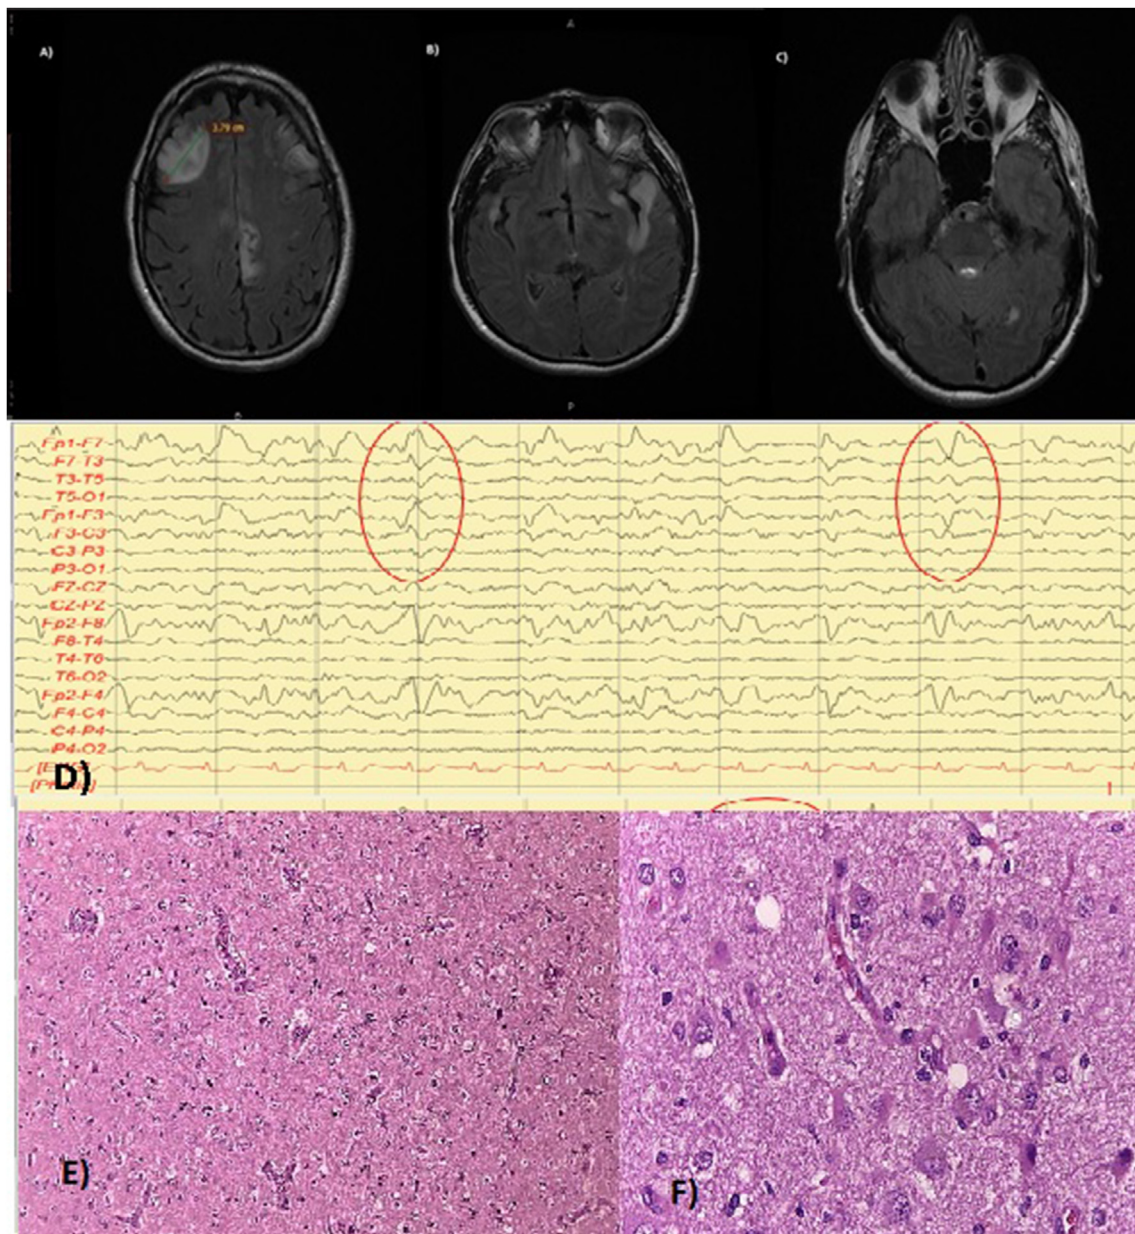 A)
B)
A
C)
3.79 cm
P
Fp1-F7
F7-T3
T3-T5
T5-O1
Fp1-F3
F3-C3
C3-P3
P3-O1
FZ-CZ
CZ-PZ
Fp2-F8
F8-T4
T4-T6
T6-O2
Fp2-F4
F4-C4
C4-P4
P4-O2
D)
E)
F)